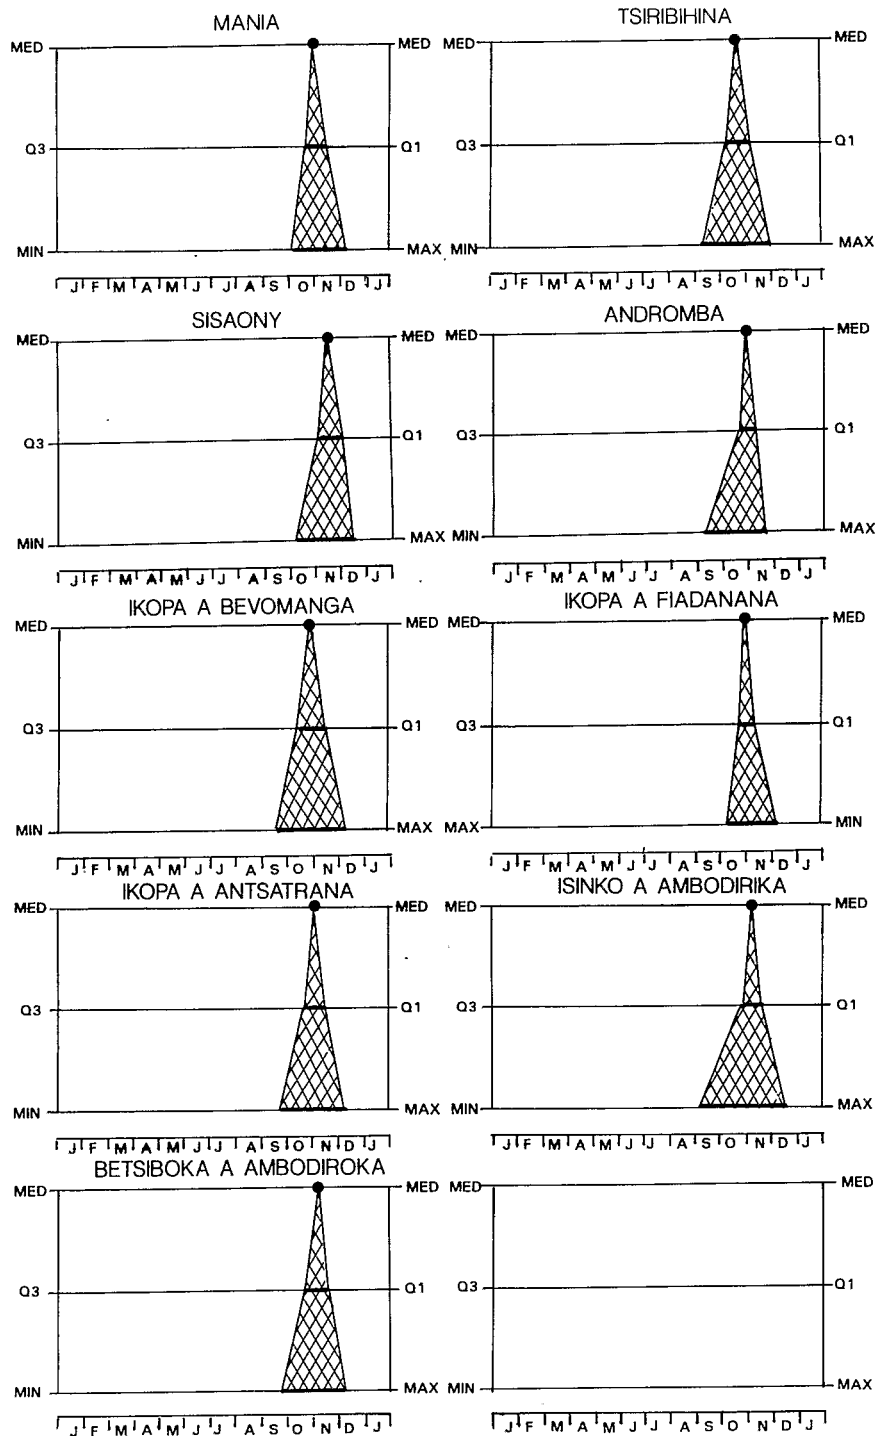 MANIA
TSIRIBIHINA
MED MED MED MED
Q3 Q1 Q3 Q1
MIN MAX MIN MAX
J F M A M J J A S O N D J
J F M A M J J A S O N D J
SISAONY
ANDROMBA
MED MED MED MED
Q3 Q1 Q3 Q1
MIN MAX MIN MAX
J F M A M J J A S O N D J
J F M A M J J A S O N D J
IKOPA A BEVOMANGA
IKOPA A FIADANANA
MED MED MED MED
Q3 Q1 Q3 Q1
MIN MAX MAX MIN
J F M A M J J A S O N D J
J F M A M J J A S O N D J
IKOPA A ANTSATRANA
ISINKO A AMBODIRIKA
MED MED MED MED
Q3 Q1 Q3 Q1
MIN MAX MIN MAX
J F M A M J J A S O N D J
J F M A M J J A S O N D J
BETSIBOKA A AMBODIROKA
MED MED MED
Q3 Q1 Q3 Q1
MIN MAX MIN MAX
J F M A M J J A S O N D J
J F M A M J J A S O N D J